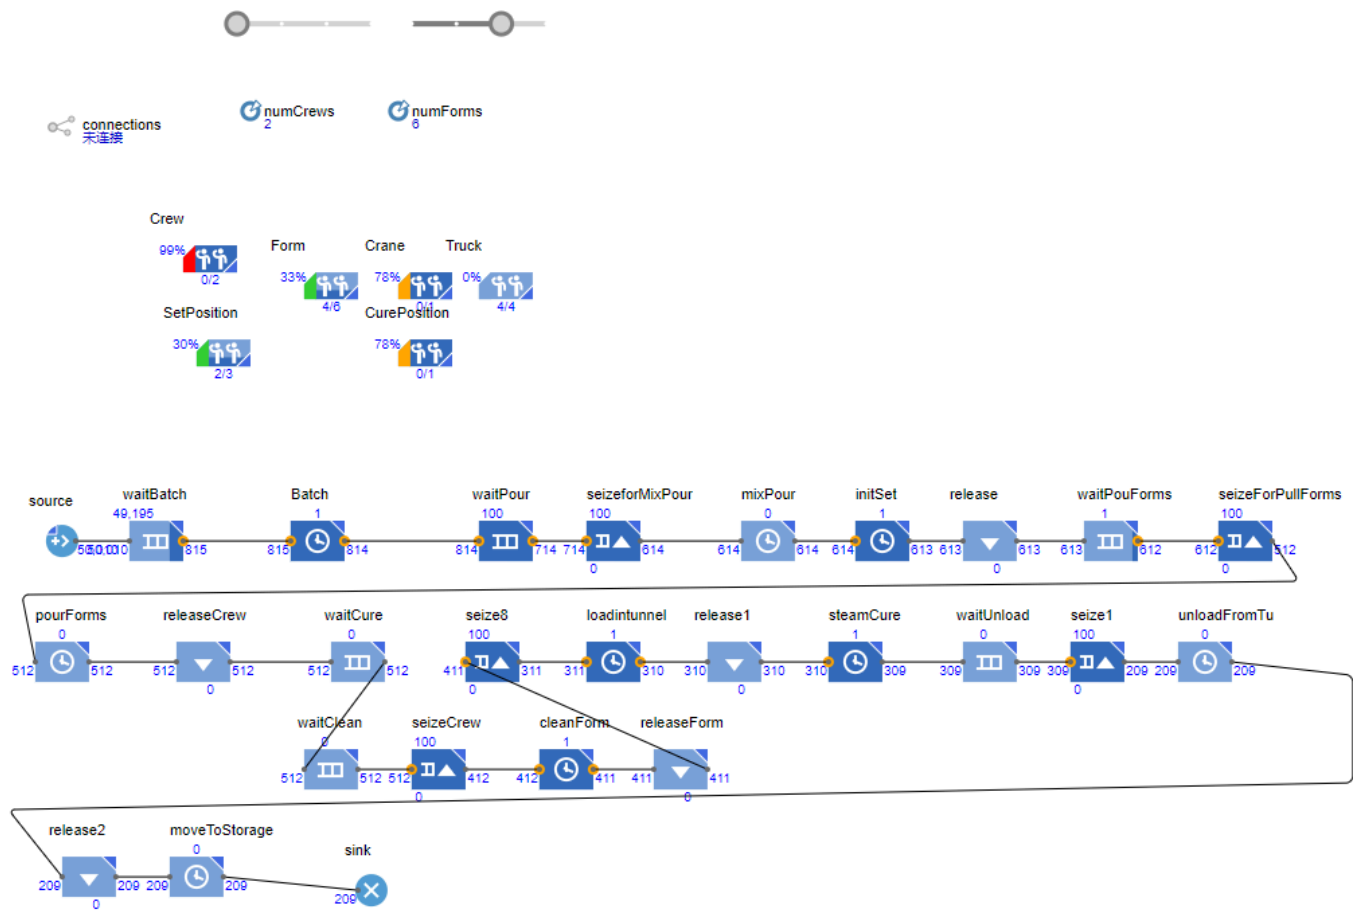 numCrews
2
numForms
6
connections
未连接
Crew
99%
0/2
Form
33%
4/6
Crane
78%
0/1
Truck
0%
4/4
SetPosition
30%
2/3
CurePosition
78%
0/1
source
waitBatch
49,195
815
Batch
1
815
814
waitPour
100
814
714
seizeforMixPour
100
714
614
0
mixPour
0
614
614
initSet
1
614
613
release
613
613
0
waitPouForms
1
613
612
seizeForPullForms
100
612
512
0
pourForms
0
512
512
releaseCrew
512
512
0
waitCure
0
512
512
seize8
100
411
311
0
loadintunnel
1
311
310
release1
310
310
0
steamCure
1
310
309
waitUnload
0
309
309
seize1
100
309
209
0
unloadFromTu
0
209
209
waitClean
0
512
512
seizeCrew
100
512
412
0
cleanForm
1
412
411
releaseForm
411
411
0
release2
209
209
0
moveToStorage
0
209
209
sink
209